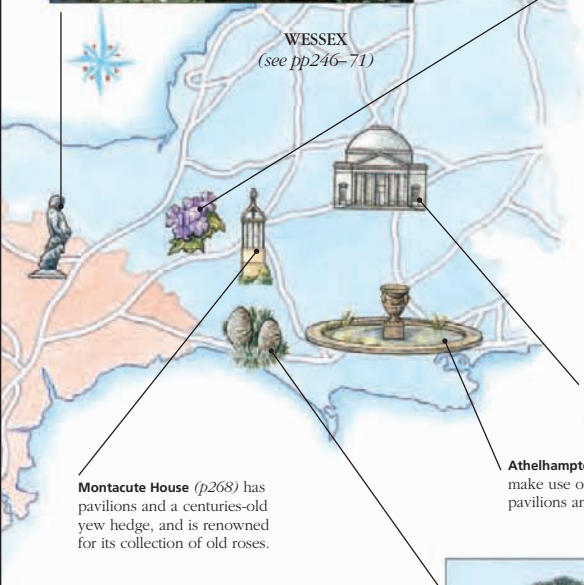 WESSEX
(see pp246–71)
Montacute House (p268) has
pavilions and a centuries-old
yew hedge, and is renowned
for its collection of old roses.
Athelhampt
make use o
pavilions an